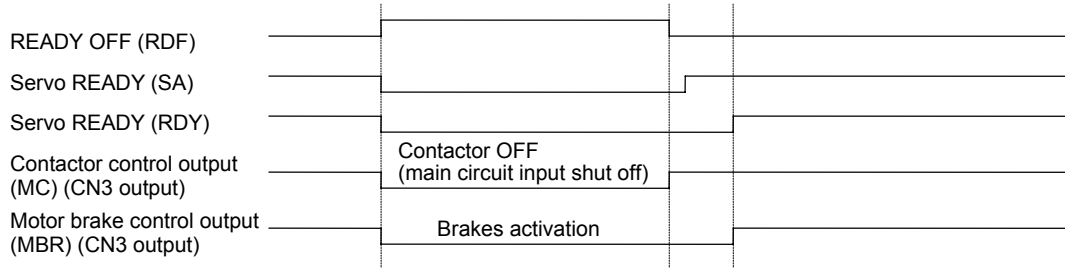 READY OFF (RDF)
Servo READY (SA)
Servo READY (RDY)
Contactor control output
(MC) (CN3 output)
Contactor OFF
(main circuit input shut off)
Motor brake control output
(MBR) (CN3 output)
Brakes activation